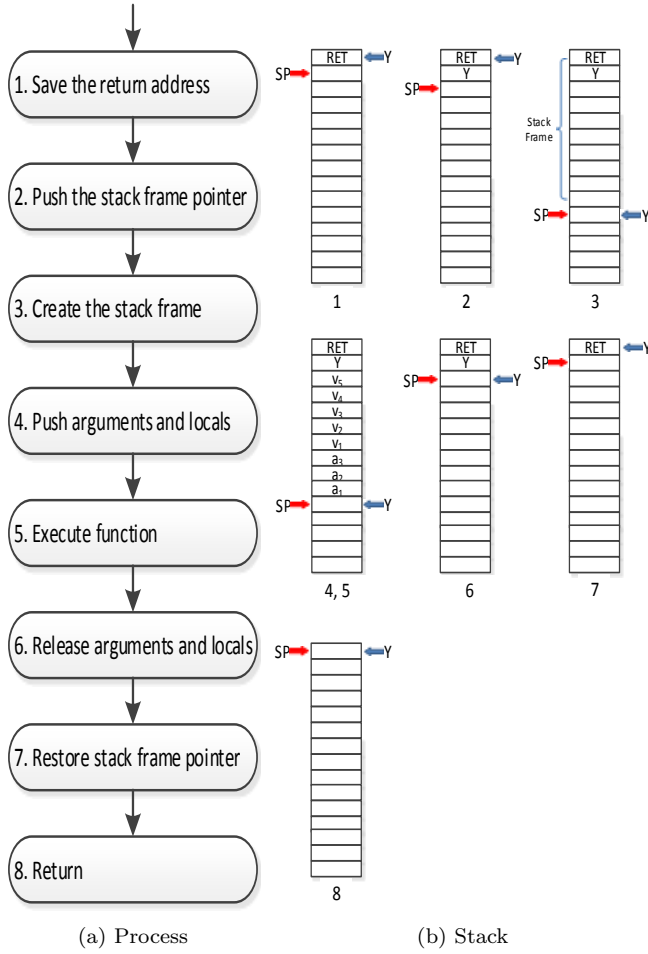 1. Save the return address
2. Push the stack frame pointer
3. Create the stack frame
4. Push arguments and locals
5. Execute function
6. Release arguments and locals
7. Restore stack frame pointer
8. Return
(a) Process
RET
Y
SP
1
RET
Y
Y
SP
2
RET
Y
Stack
Frame
SP
Y
3
RET
Y
v₅
v₄
v₃
v₂
v₁
a₃
a₂
a₁
SP
Y
4, 5
RET
Y
SP
Y
6
RET
Y
SP
7
SP
Y
8
(b) Stack